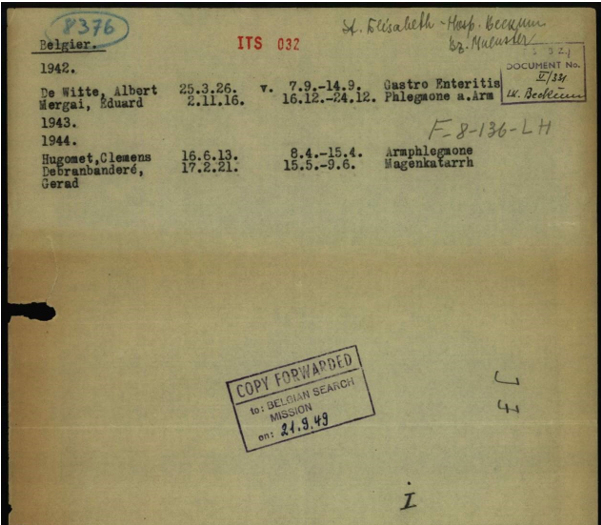 8376
Belgier.
ITS 032
St. Elisabeth-Hosp. Beckum
Bz. Muenster
1942.
DOCUMENT No.
II/331
W. Beckum
De Witte, Albert 25.3.26. v. 7.9.-14.9. Gastro Enteritis
Mergai, Eduard 2.11.16. 16.12.-24.12. Phlegmone a.Arm
1943.
F-8-136-LH
1944.
Hugomet,Clemens 16.6.13. 8.4.-15.4. Armphlegmone
Debranbanderé, 17.2.21. 15.5.-9.6. Magenkatarrh
Gerad
COPY FORWARDED
to: BELGIAN SEARCH
MISSION
on: 21.9.49
I